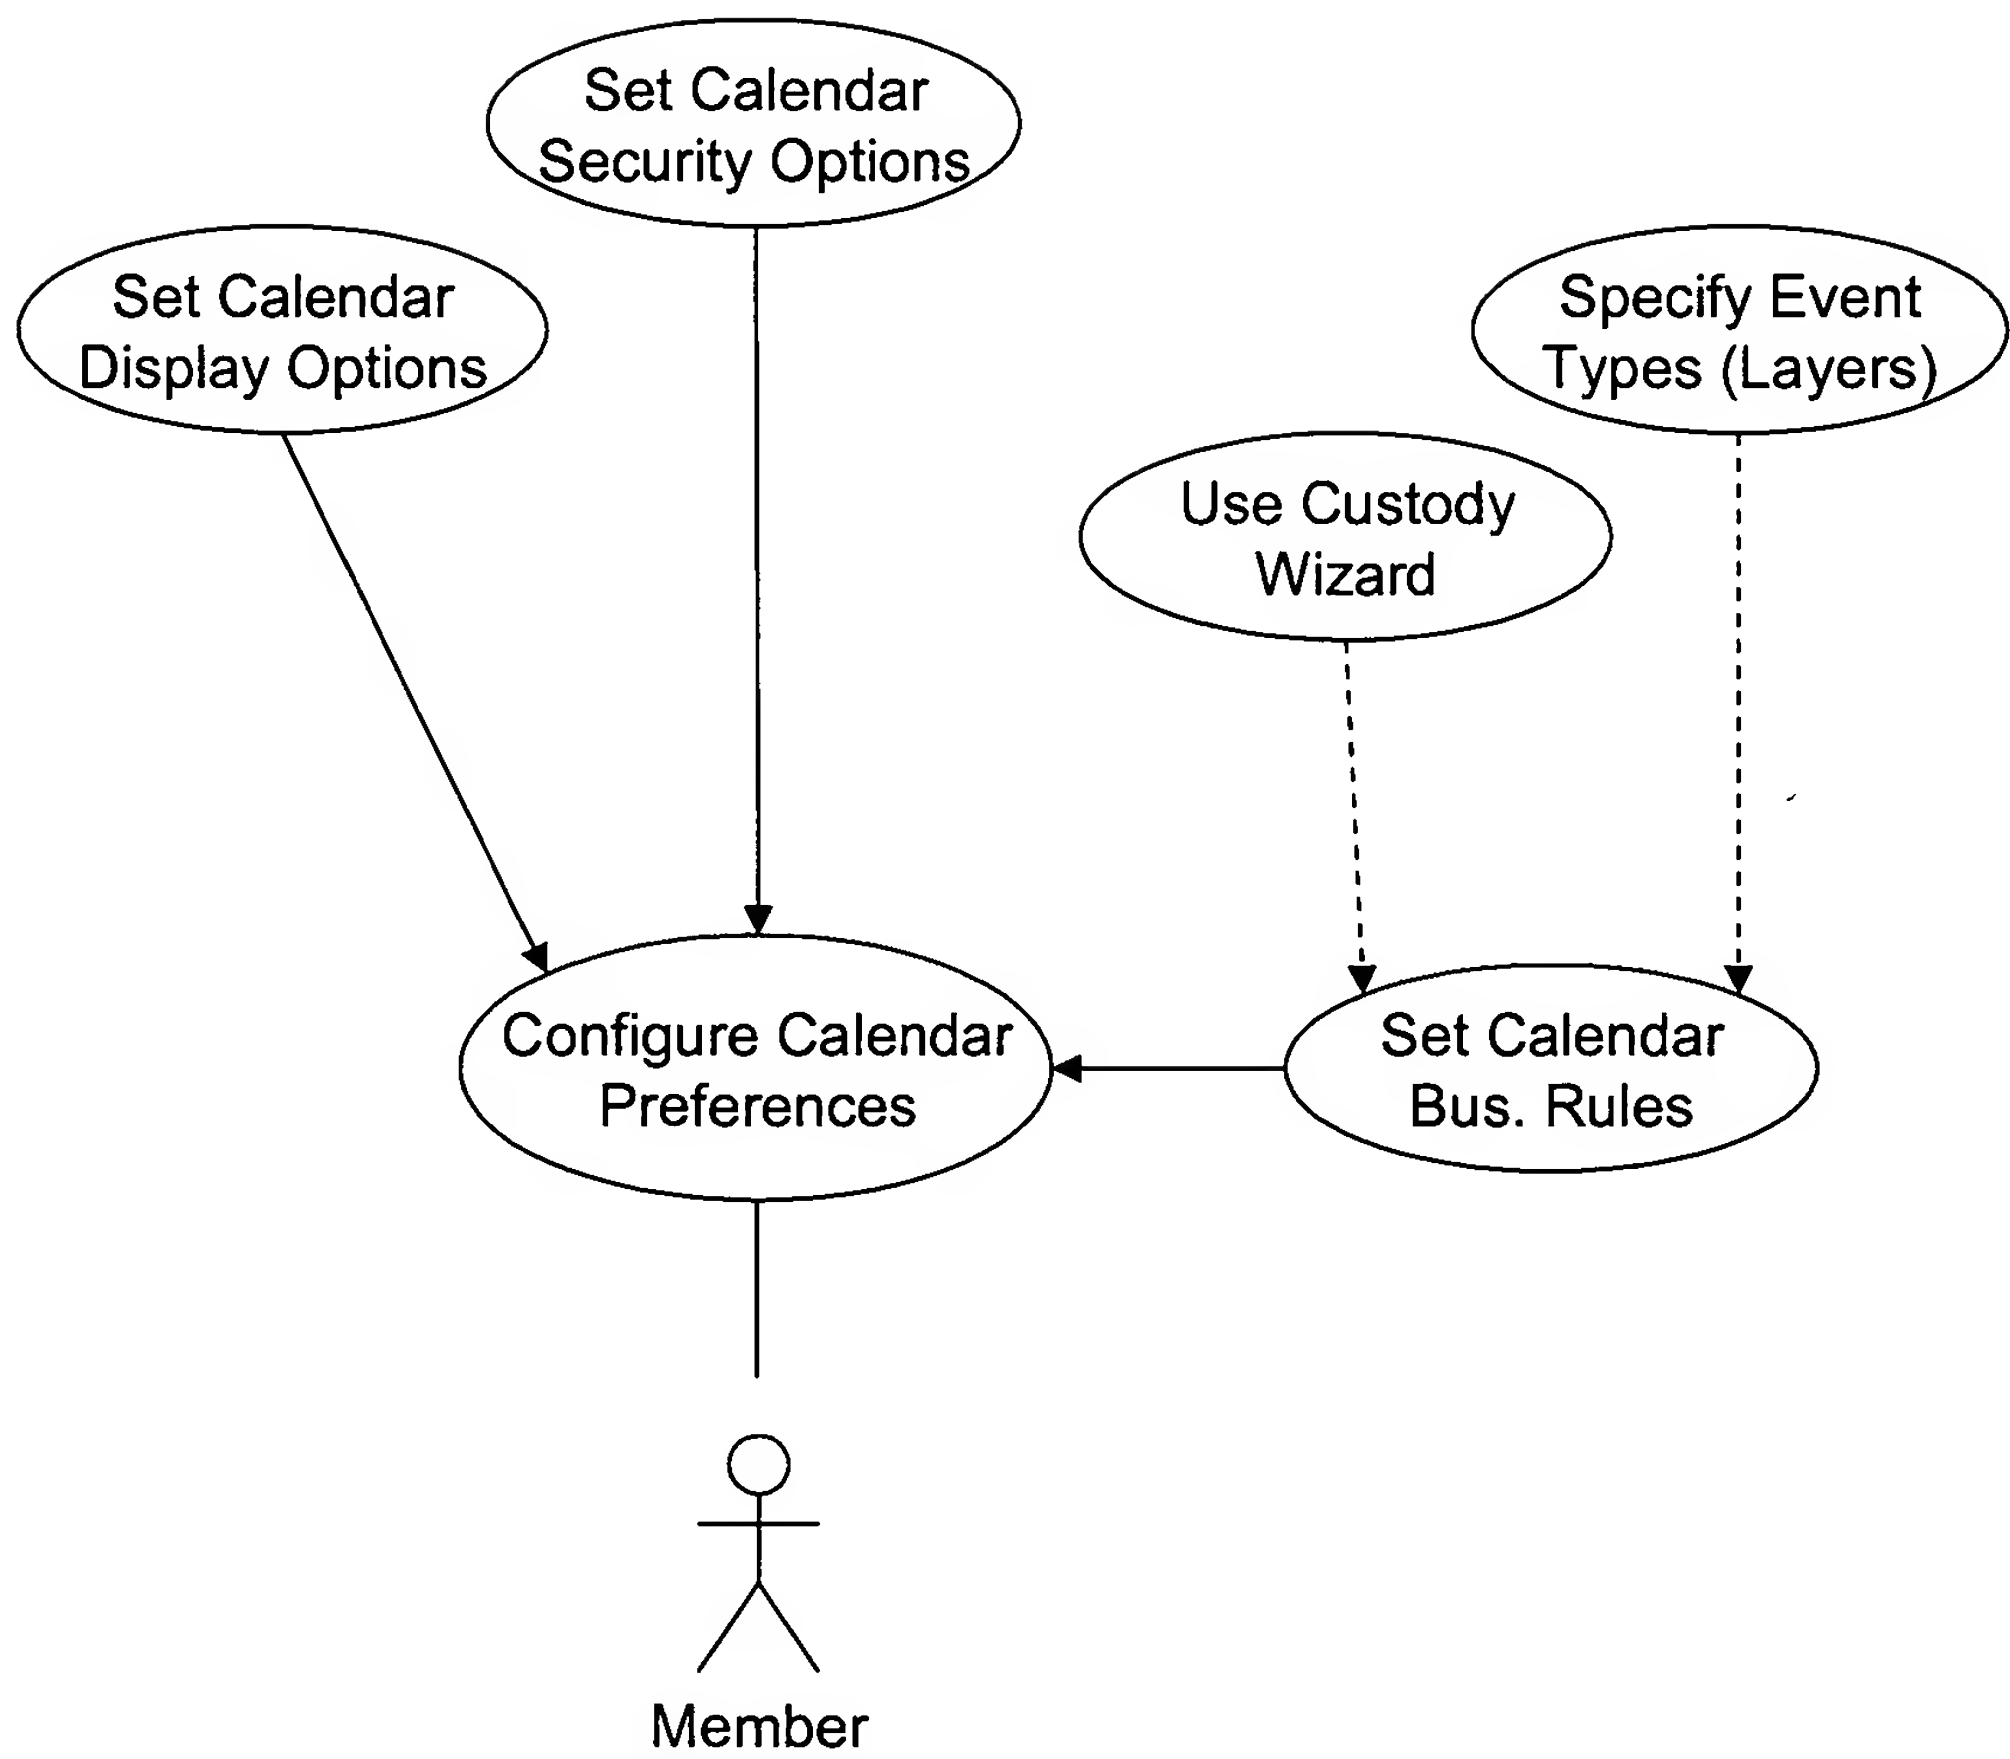 Set Calendar
Security Options
Set Calendar
Display Options
Specify Event
Types (Layers)
Use Custody
Wizard
Configure Calendar
Preferences
Set Calendar
Bus. Rules
Member